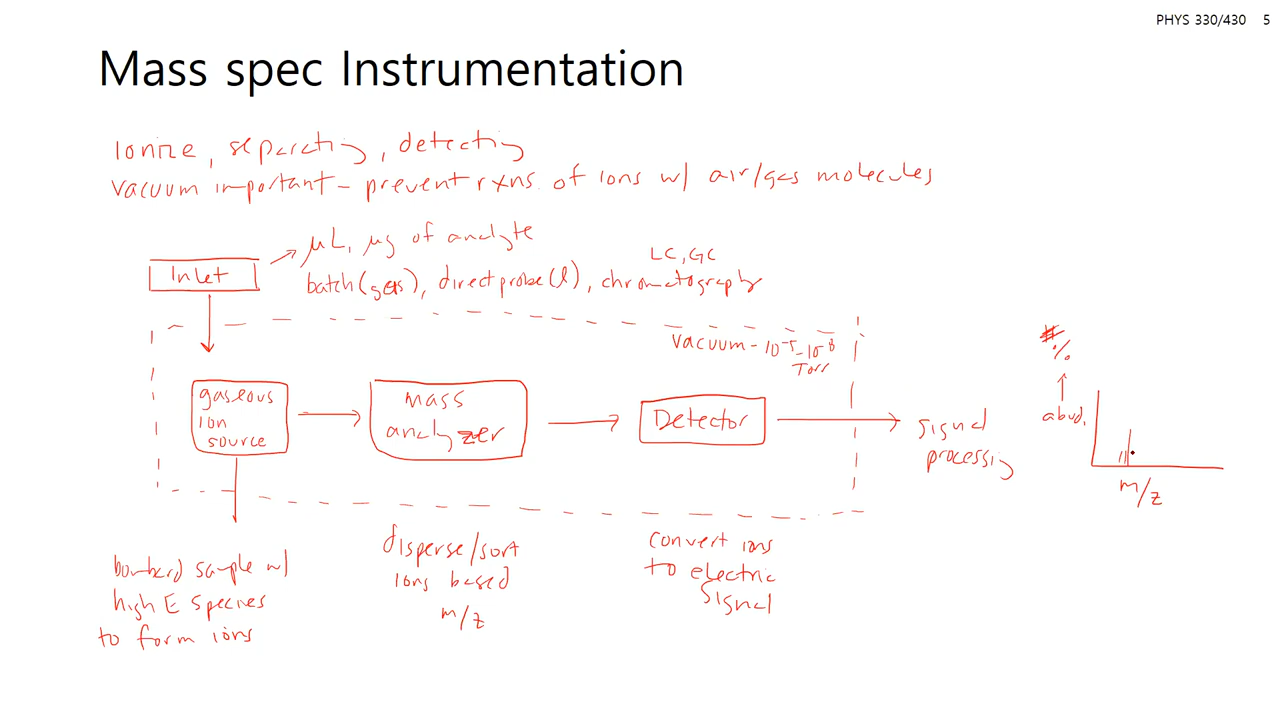 PHYS 330/430 5
Mass spec Instrumentation
Ionize, separating, detecting
vacuum important - prevent rxns of ions w/ air/gas molecules
Inlet
μL, μg of analyte
LC, GC
batch(gas), direct probe(l), chromatography
vacuum - 10⁻⁵ - 10⁻⁸
Torr
gaseous
ion
source
mass
analyzer
Detector
signal
processing
#
%
abud.
m/z
bombard sample w/
high E species
to form ions
disperse/sort
ions based
m/z
convert ions
to electric
signal